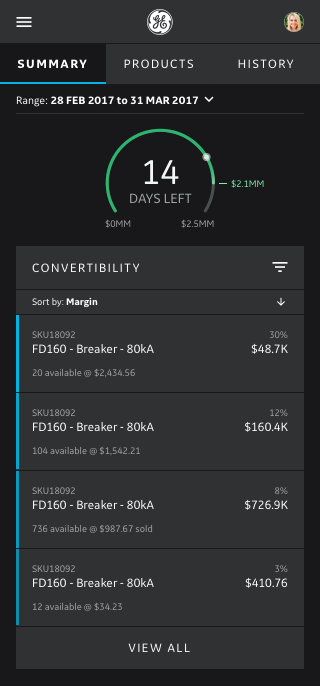 SUMMARY PRODUCTS HISTORY
Range: 28 FEB 2017 to 31 MAR 2017
14
DAYS LEFT
$2.1MM
$0MM $2.5MM
CONVERTIBILITY
Sort by: Margin
SKU18092 30%
FD160 - Breaker - 80kA $48.7K
20 available @ $2,434.56
SKU18092 12%
FD160 - Breaker - 80kA $160.4K
104 available @ $1,542.21
SKU18092 8%
FD160 - Breaker - 80kA $726.9K
736 available @ $987.67 sold
SKU18092 3%
FD160 - Breaker - 80kA $410.76
12 available @ $34.23
VIEW ALL